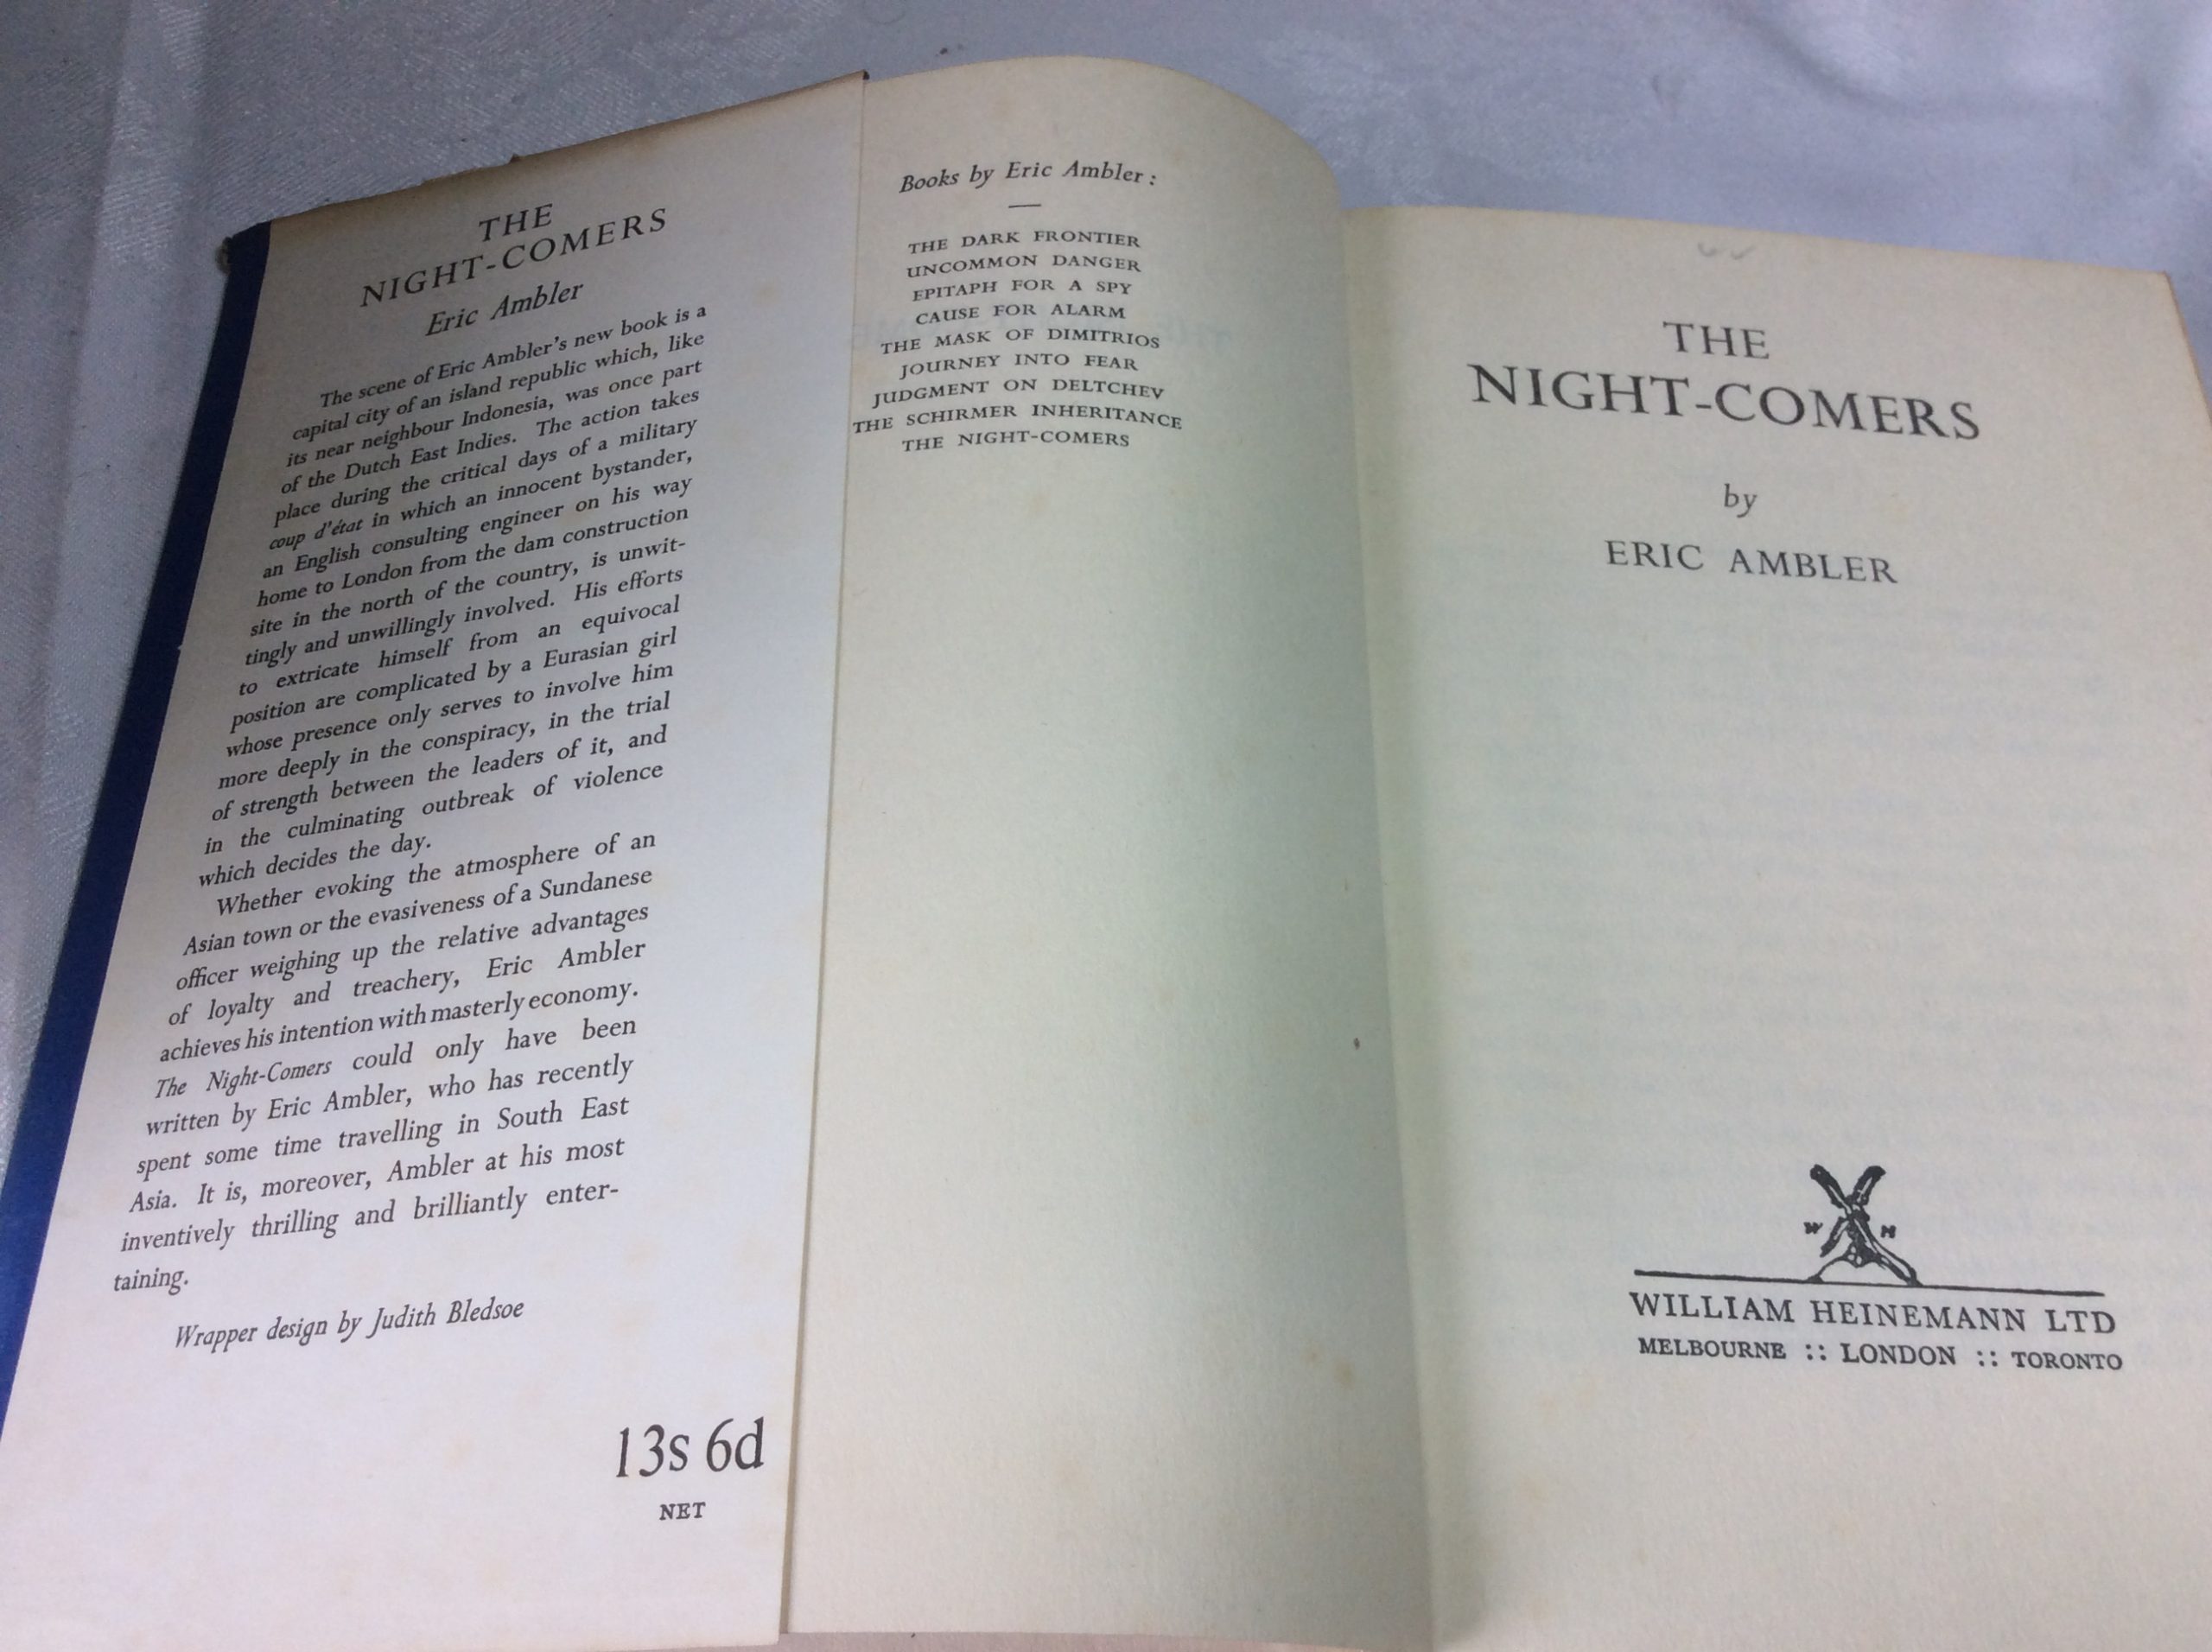 THE
NIGHT-COMERS
Eric Ambler
The scene of Eric Ambler's new book is a
capital city of an island republic which, like
its near neighbour Indonesia, was once part
of the Dutch East Indies. The action takes
place during the critical days of a military
coup d'état in which an innocent bystander,
an English consulting engineer on his way
home to London from the dam construction
site in the north of the country, is unwit-
tingly and unwillingly involved. His efforts
to extricate himself from an equivocal
position are complicated by a Eurasian girl
whose presence only serves to involve him
more deeply in the conspiracy, in the trial
of strength between the leaders of it, and
in the culminating outbreak of violence
which decides the day.
Whether evoking the atmosphere of an
Asian town or the evasiveness of a Sundanese
officer weighing up the relative advantages
of loyalty and treachery, Eric Ambler
achieves his intention with masterly economy.
The Night-Comers could only have been
written by Eric Ambler, who has recently
spent some time travelling in South East
Asia. It is, moreover, Ambler at his most
inventively thrilling and brilliantly enter-
taining.
Wrapper design by Judith Bledsoe
13s 6d
NET
Books by Eric Ambler:
THE DARK FRONTIER
UNCOMMON DANGER
EPITAPH FOR A SPY
CAUSE FOR ALARM
THE MASK OF DIMITRIOS
JOURNEY INTO FEAR
JUDGMENT ON DELTCHEV
THE SCHIRMER INHERITANCE
THE NIGHT-COMERS
THE
NIGHT-COMERS
by
ERIC AMBLER
W H
WILLIAM HEINEMANN LTD
MELBOURNE :: LONDON :: TORONTO